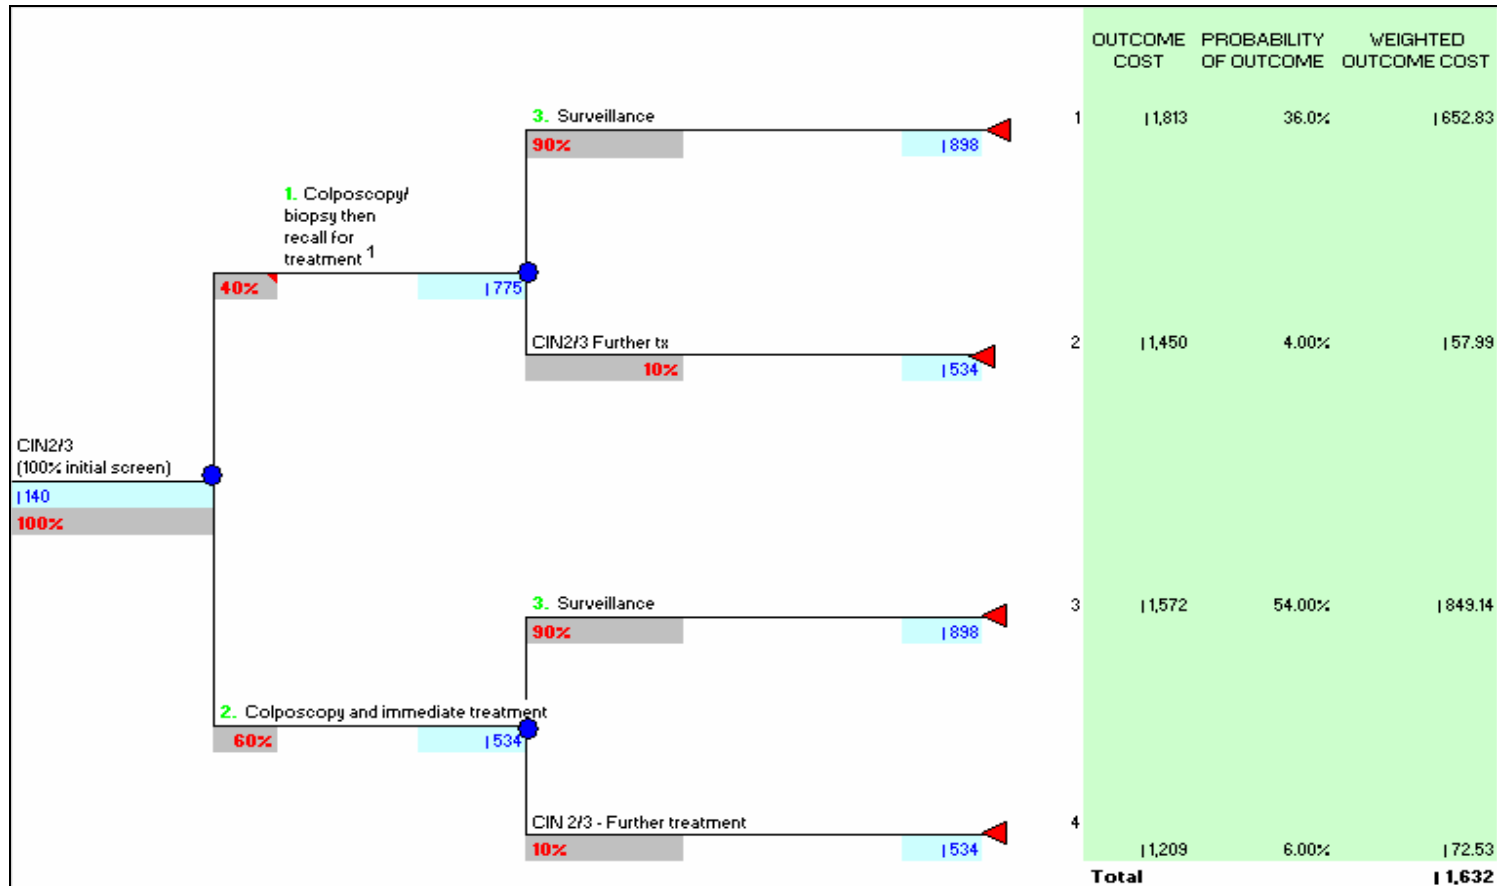 OUTCOME COST
PROBABILITY OF OUTCOME
WEIGHTED OUTCOME COST
3. Surveillance
90%
|898
1
|1,813
36.0%
|652.83
1. Colposcopy/
biopsy then
recall for
treatment 1
40%
|775
CIN2/3 Further tx
10%
|534
2
|1,450
4.00%
|57.99
CIN2/3
(100% initial screen)
|140
100%
3. Surveillance
90%
|898
3
|1,572
54.00%
|849.14
2. Colposcopy and immediate treatment
60%
|534
CIN 2/3 - Further treatment
10%
|534
4
|1,209
6.00%
|72.53
Total
|1,632